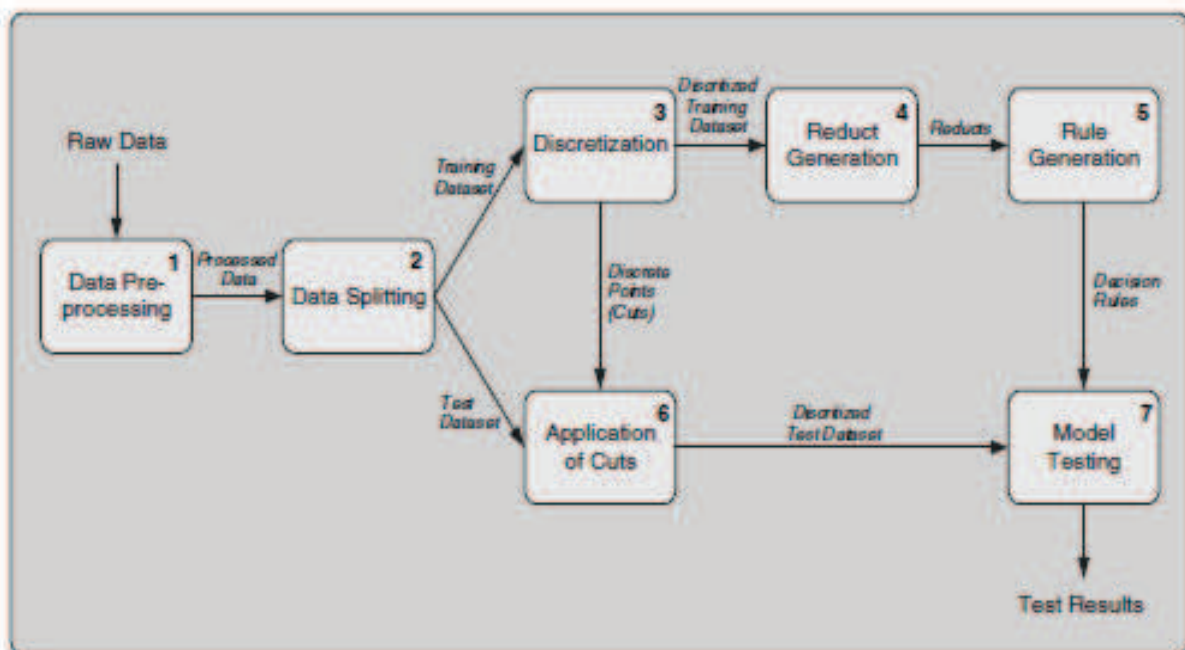 Raw Data
1
Data Pre-
processing
Processed
Data
2
Data Splitting
Training
Dataset
Test
Dataset
3
Discretization
Discritized
Training
Dataset
4
Reduct
Generation
Reducts
5
Rule
Generation
Discrete
Points
(Cuts)
Decision
Rules
6
Application
of Cuts
Discritized
Test Dataset
7
Model
Testing
Test Results